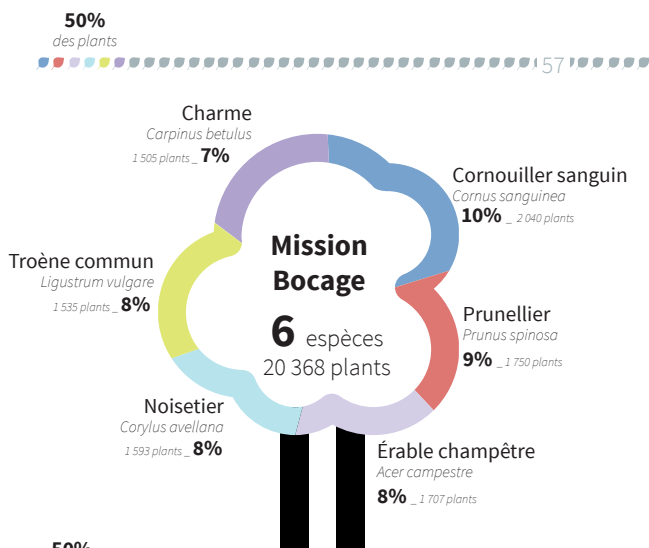 50%
des plants
57
Charme
Carpinus betulus
1 505 plants _ 7%
Cornouiller sanguin
Cornus sanguinea
10% _ 2 040 plants
Troène commun
Ligustrum vulgare
1 535 plants _ 8%
Mission
Bocage
6 espèces
20 368 plants
Prunellier
Prunus spinosa
9% _ 1 750 plants
Noisetier
Corylus avellana
1 593 plants _ 8%
Érable champêtre
Acer campestre
8% _ 1 707 plants
50%